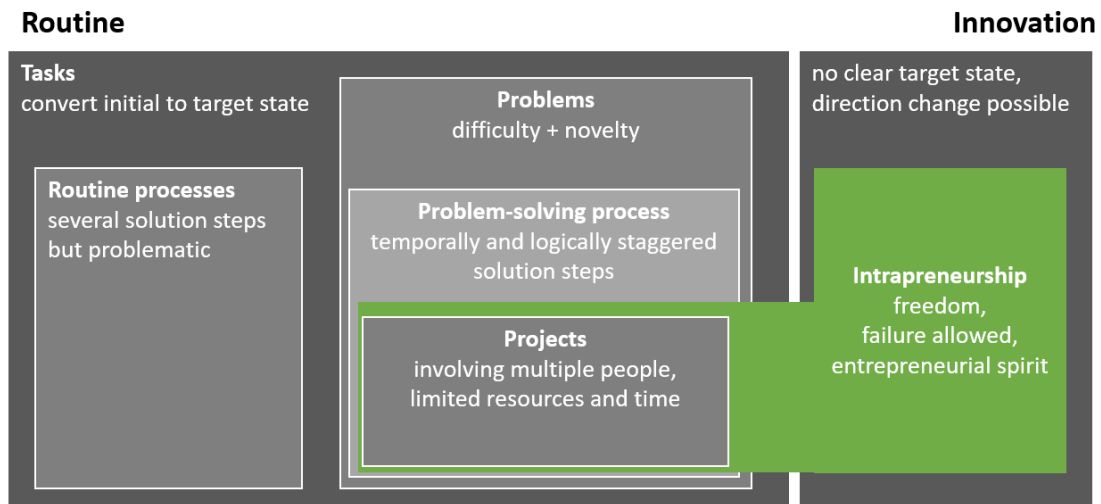 Routine
Innovation
Tasks
convert initial to target state
Routine processes
several solution steps
but problematic
Problems
difficulty + novelty
Problem-solving process
temporally and logically staggered
solution steps
Projects
involving multiple people,
limited resources and time
no clear target state,
direction change possible
Intrapreneurship
freedom,
failure allowed,
entrepreneurial spirit